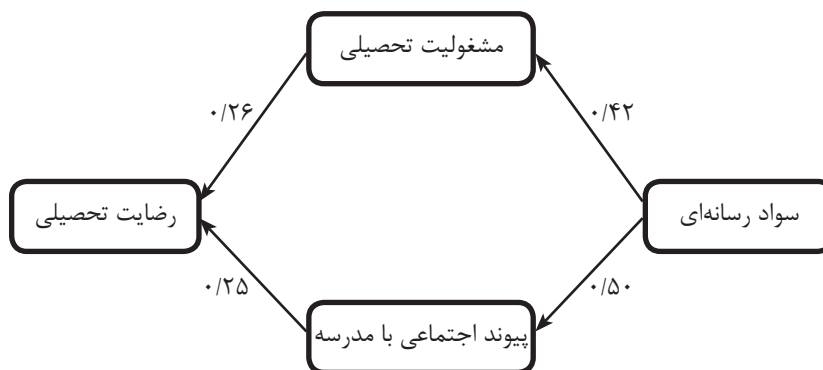 مشغولیت تحصیلی
۰/۴۲
۰/۲۶
سواد رسانه‌ای
رضایت تحصیلی
۰/۵۰
۰/۲۵
پیوند اجتماعی با مدرسه